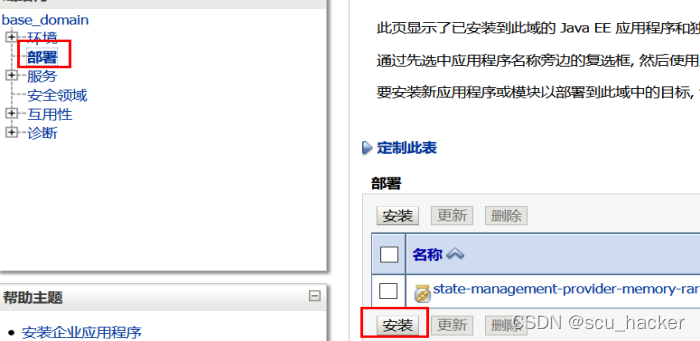 base_domain
环境
部署
服务
安全领域
互用性
诊断
帮助主题
安装企业应用程序
此页显示了已安装到此域的 Java EE 应用程序和独
通过先选中应用程序名称旁边的复选框, 然后使用
要安装新应用程序或模块以部署到此域中的目标,
定制此表
部署
安装 更新 删除
名称
state-management-provider-memory-rar
安装 更新 删除
CSDN @scu_hacker